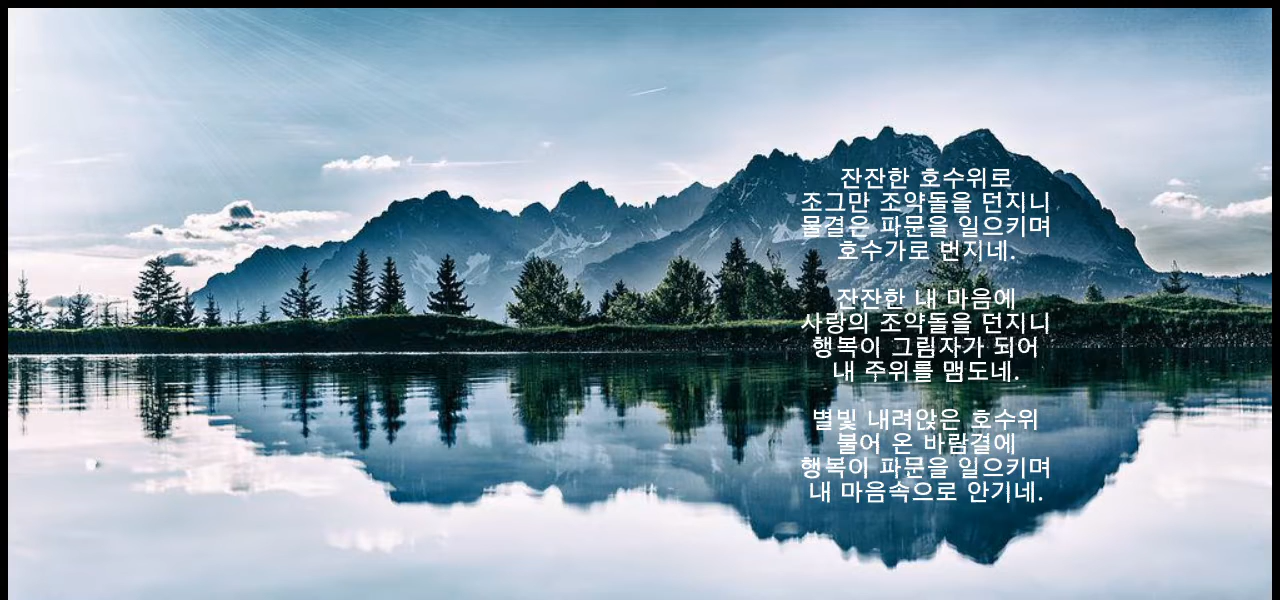 잔잔한 호수위로
조그만 조약돌을 던지니
물결은 파문을 일으키며
호수가로 번지네.
잔잔한 내 마음에
사랑의 조약돌을 던지니
행복이 그림자가 되어
내 주위를 맴도네.
별빛 내려앉은 호수위
불어 온 바람결에
행복이 파문을 일으키며
내 마음속으로 안기네.